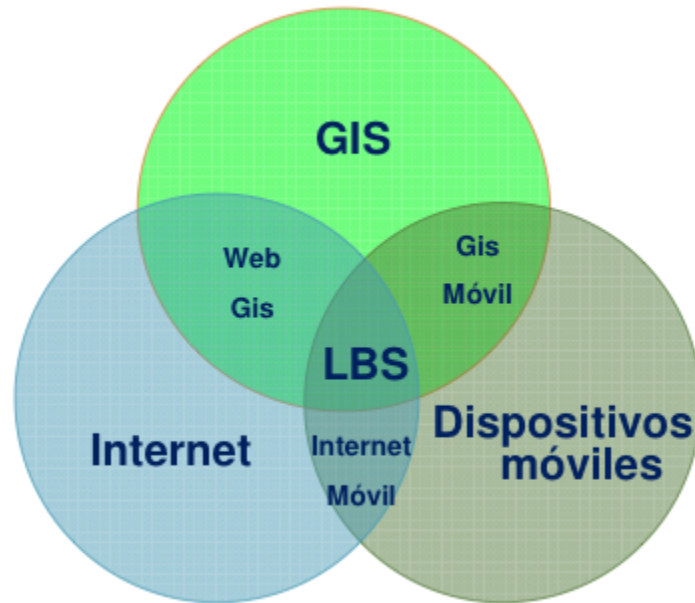 GIS
Web
Gis
Gis
Móvil
LBS
Internet
Dispositivos
móviles
Internet
Móvil